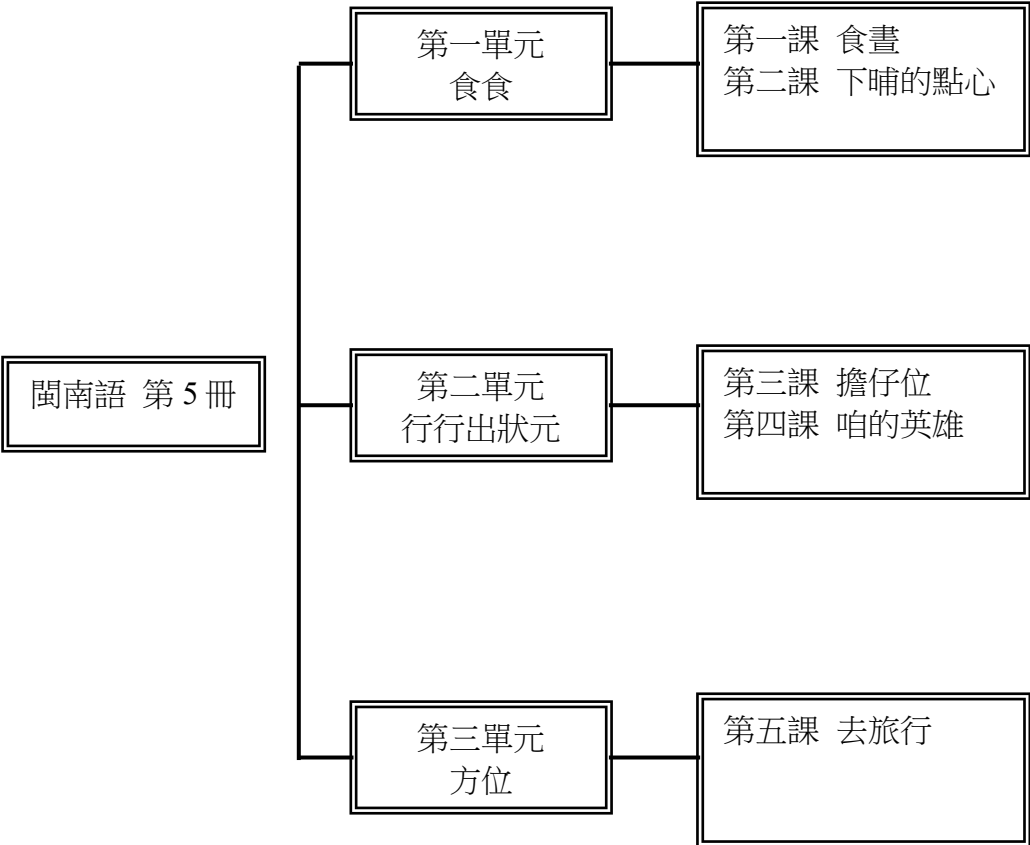 閩南語 第5冊
第一單元
食食
第一課 食晝
第二課 下晡的點心
第二單元
行行出狀元
第三課 擔仔位
第四課 咱的英雄
第三單元
方位
第五課 去旅行